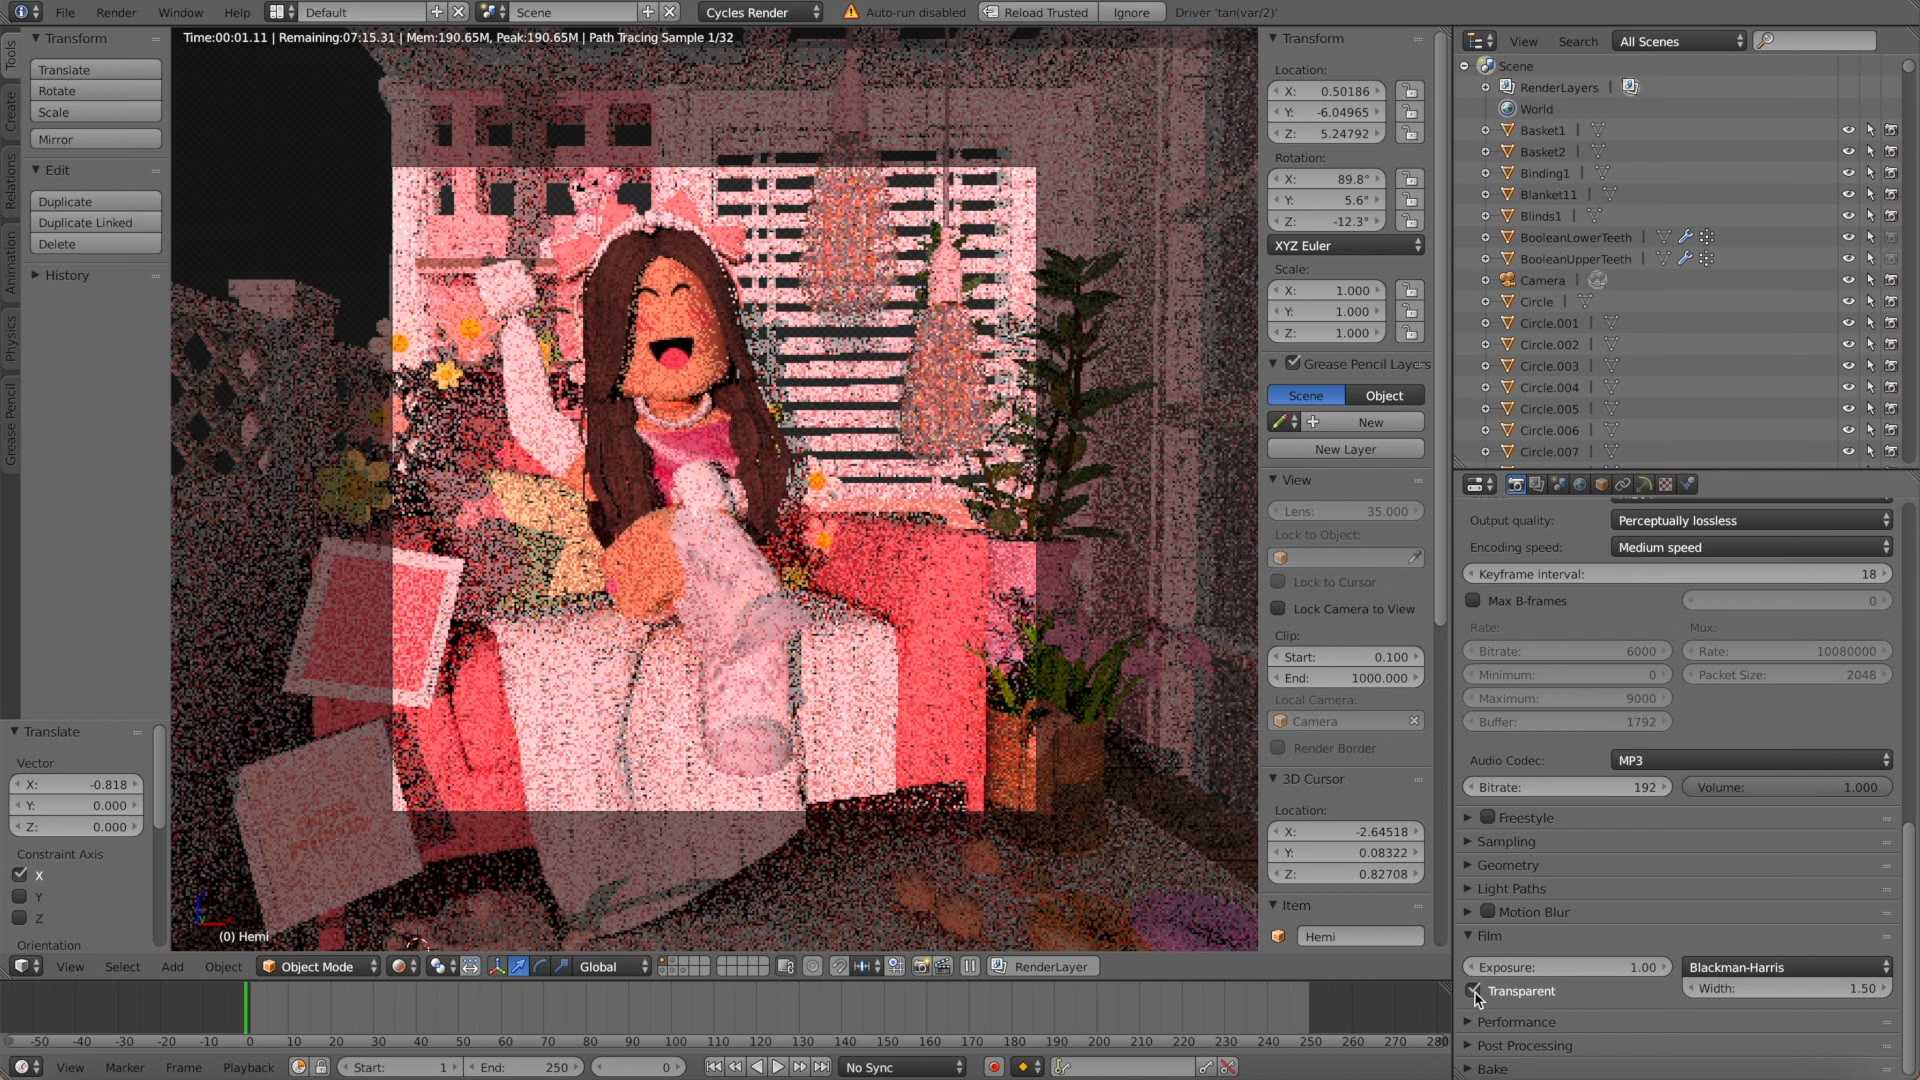 File Render Window Help Default Scene Cycles Render Auto-run disabled Reload Trusted Ignore Driver 'tan(var/2)'
Time:00:01.11 | Remaining:07:15.31 | Mem:190.65M, Peak:190.65M | Path Tracing Sample 1/32
Tools
Create
Relations
Animation
Physics
Grease Pencil
Transform
Translate
Rotate
Scale
Mirror
Edit
Duplicate
Duplicate Linked
Delete
History
Translate
Vector
X: -0.818
Y: 0.000
Z: 0.000
Constraint Axis
X
Y
Z
Orientation
(0) Hemi
Transform
Location:
X: 0.50186
Y: -6.04965
Z: 5.24792
Rotation:
X: 89.8°
Y: 5.6°
Z: -12.3°
XYZ Euler
Scale:
X: 1.000
Y: 1.000
Z: 1.000
Grease Pencil Layers
Scene Object
New
New Layer
View
Lens: 35.000
Lock to Object:
Lock to Cursor
Lock Camera to View
Clip:
Start: 0.100
End: 1000.000
Local Camera:
Camera
Render Border
3D Cursor
Location:
X: -2.64518
Y: 0.08322
Z: 0.82708
Item
Hemi
View Search All Scenes
Scene
RenderLayers |
World
Basket1 |
Basket2 |
Binding1 |
Blanket11 |
Blinds1 |
BooleanLowerTeeth |
BooleanUpperTeeth |
Camera |
Circle |
Circle.001 |
Circle.002 |
Circle.003 |
Circle.004 |
Circle.005 |
Circle.006 |
Circle.007 |
Output quality: Perceptually lossless
Encoding speed: Medium speed
Keyframe interval: 18
Max B-frames 0
Rate: Mux:
Bitrate: 6000 Rate: 10080000
Minimum: 0 Packet Size: 2048
Maximum: 9000
Buffer: 1792
Audio Codec: MP3
Bitrate: 192 Volume: 1.000
Freestyle
Sampling
Geometry
Light Paths
Motion Blur
Film
Exposure: 1.00 Blackman-Harris
Transparent Width: 1.50
Performance
Post Processing
Bake
View Select Add Object Object Mode Global RenderLayer
-50 -40 -30 -20 -10 0 10 20 30 40 50 60 70 80 90 100 110 120 130 140 150 160 170 180 190 200 210 220 230 240 250 260 270 280
View Marker Frame Playback Start: 1 End: 250 0 No Sync